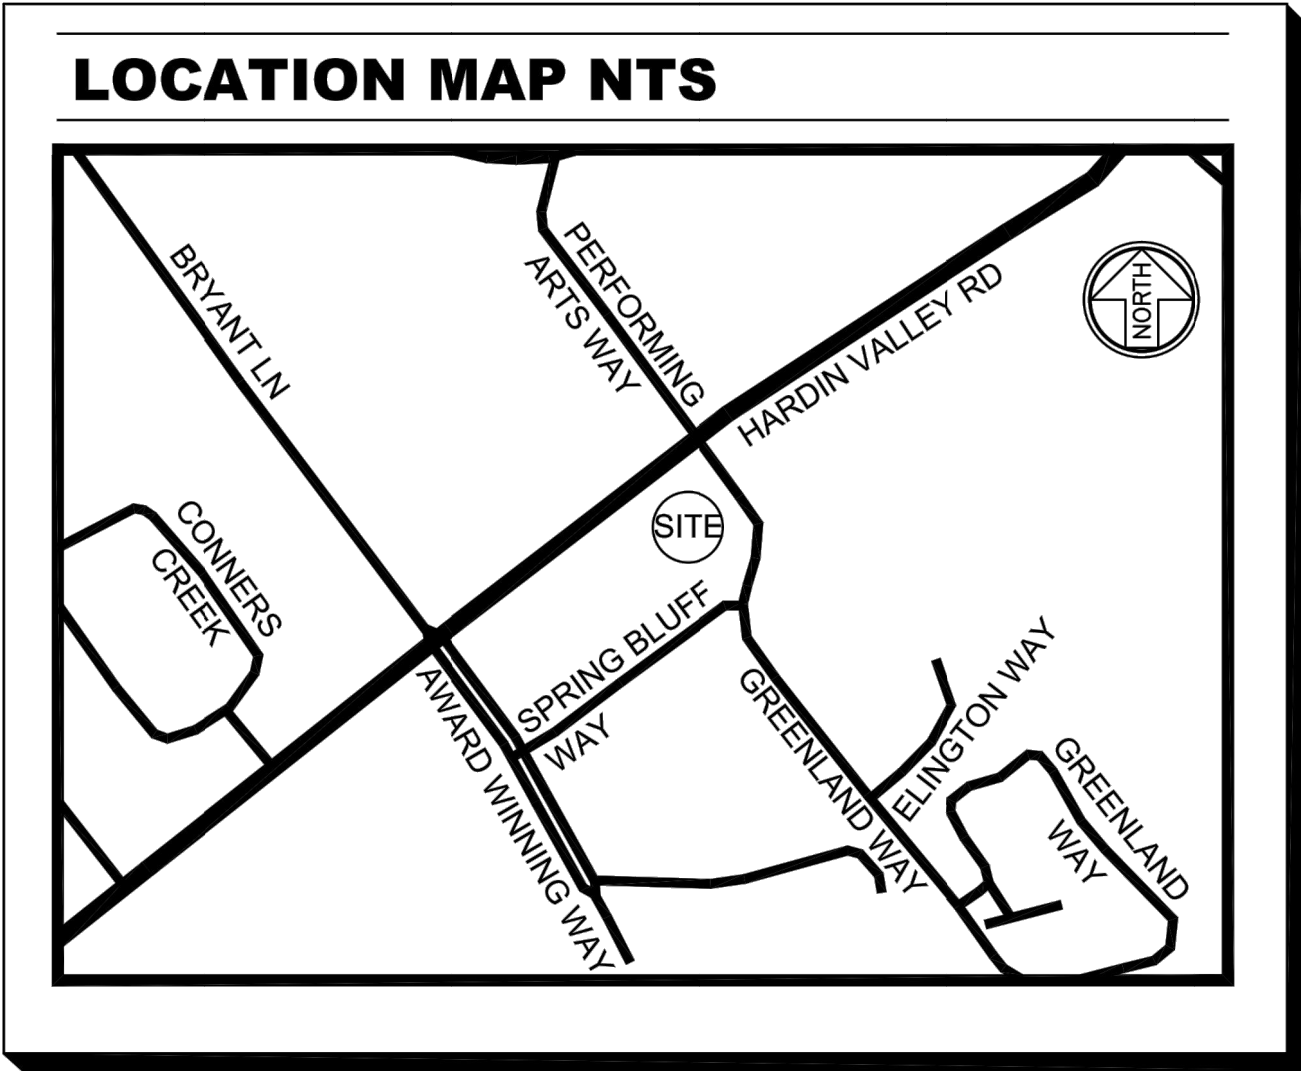 LOCATION MAP NTS
PERFORMING
ARTS WAY
BRYANT LN
HARDIN VALLEY RD
NORTH
SITE
CONNERS
CREEK
SPRING BLUFF
WAY
AWARD WINNING WAY
GREENLAND WAY
ELINGTON WAY
GREENLAND
WAY